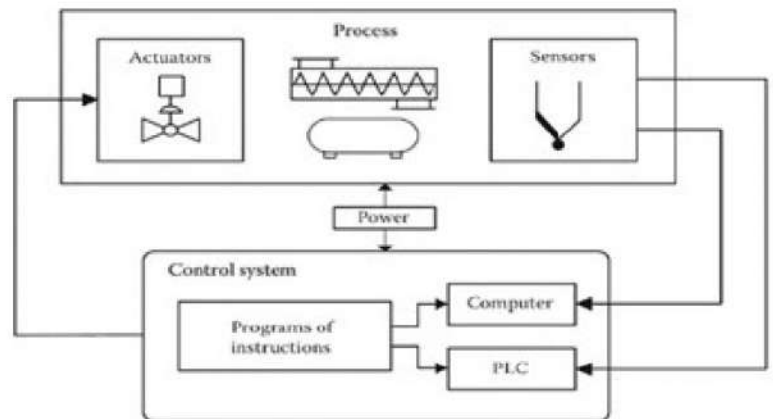 Process
Actuators
Sensors
Power
Control system
Programs of
instructions
Computer
PLC